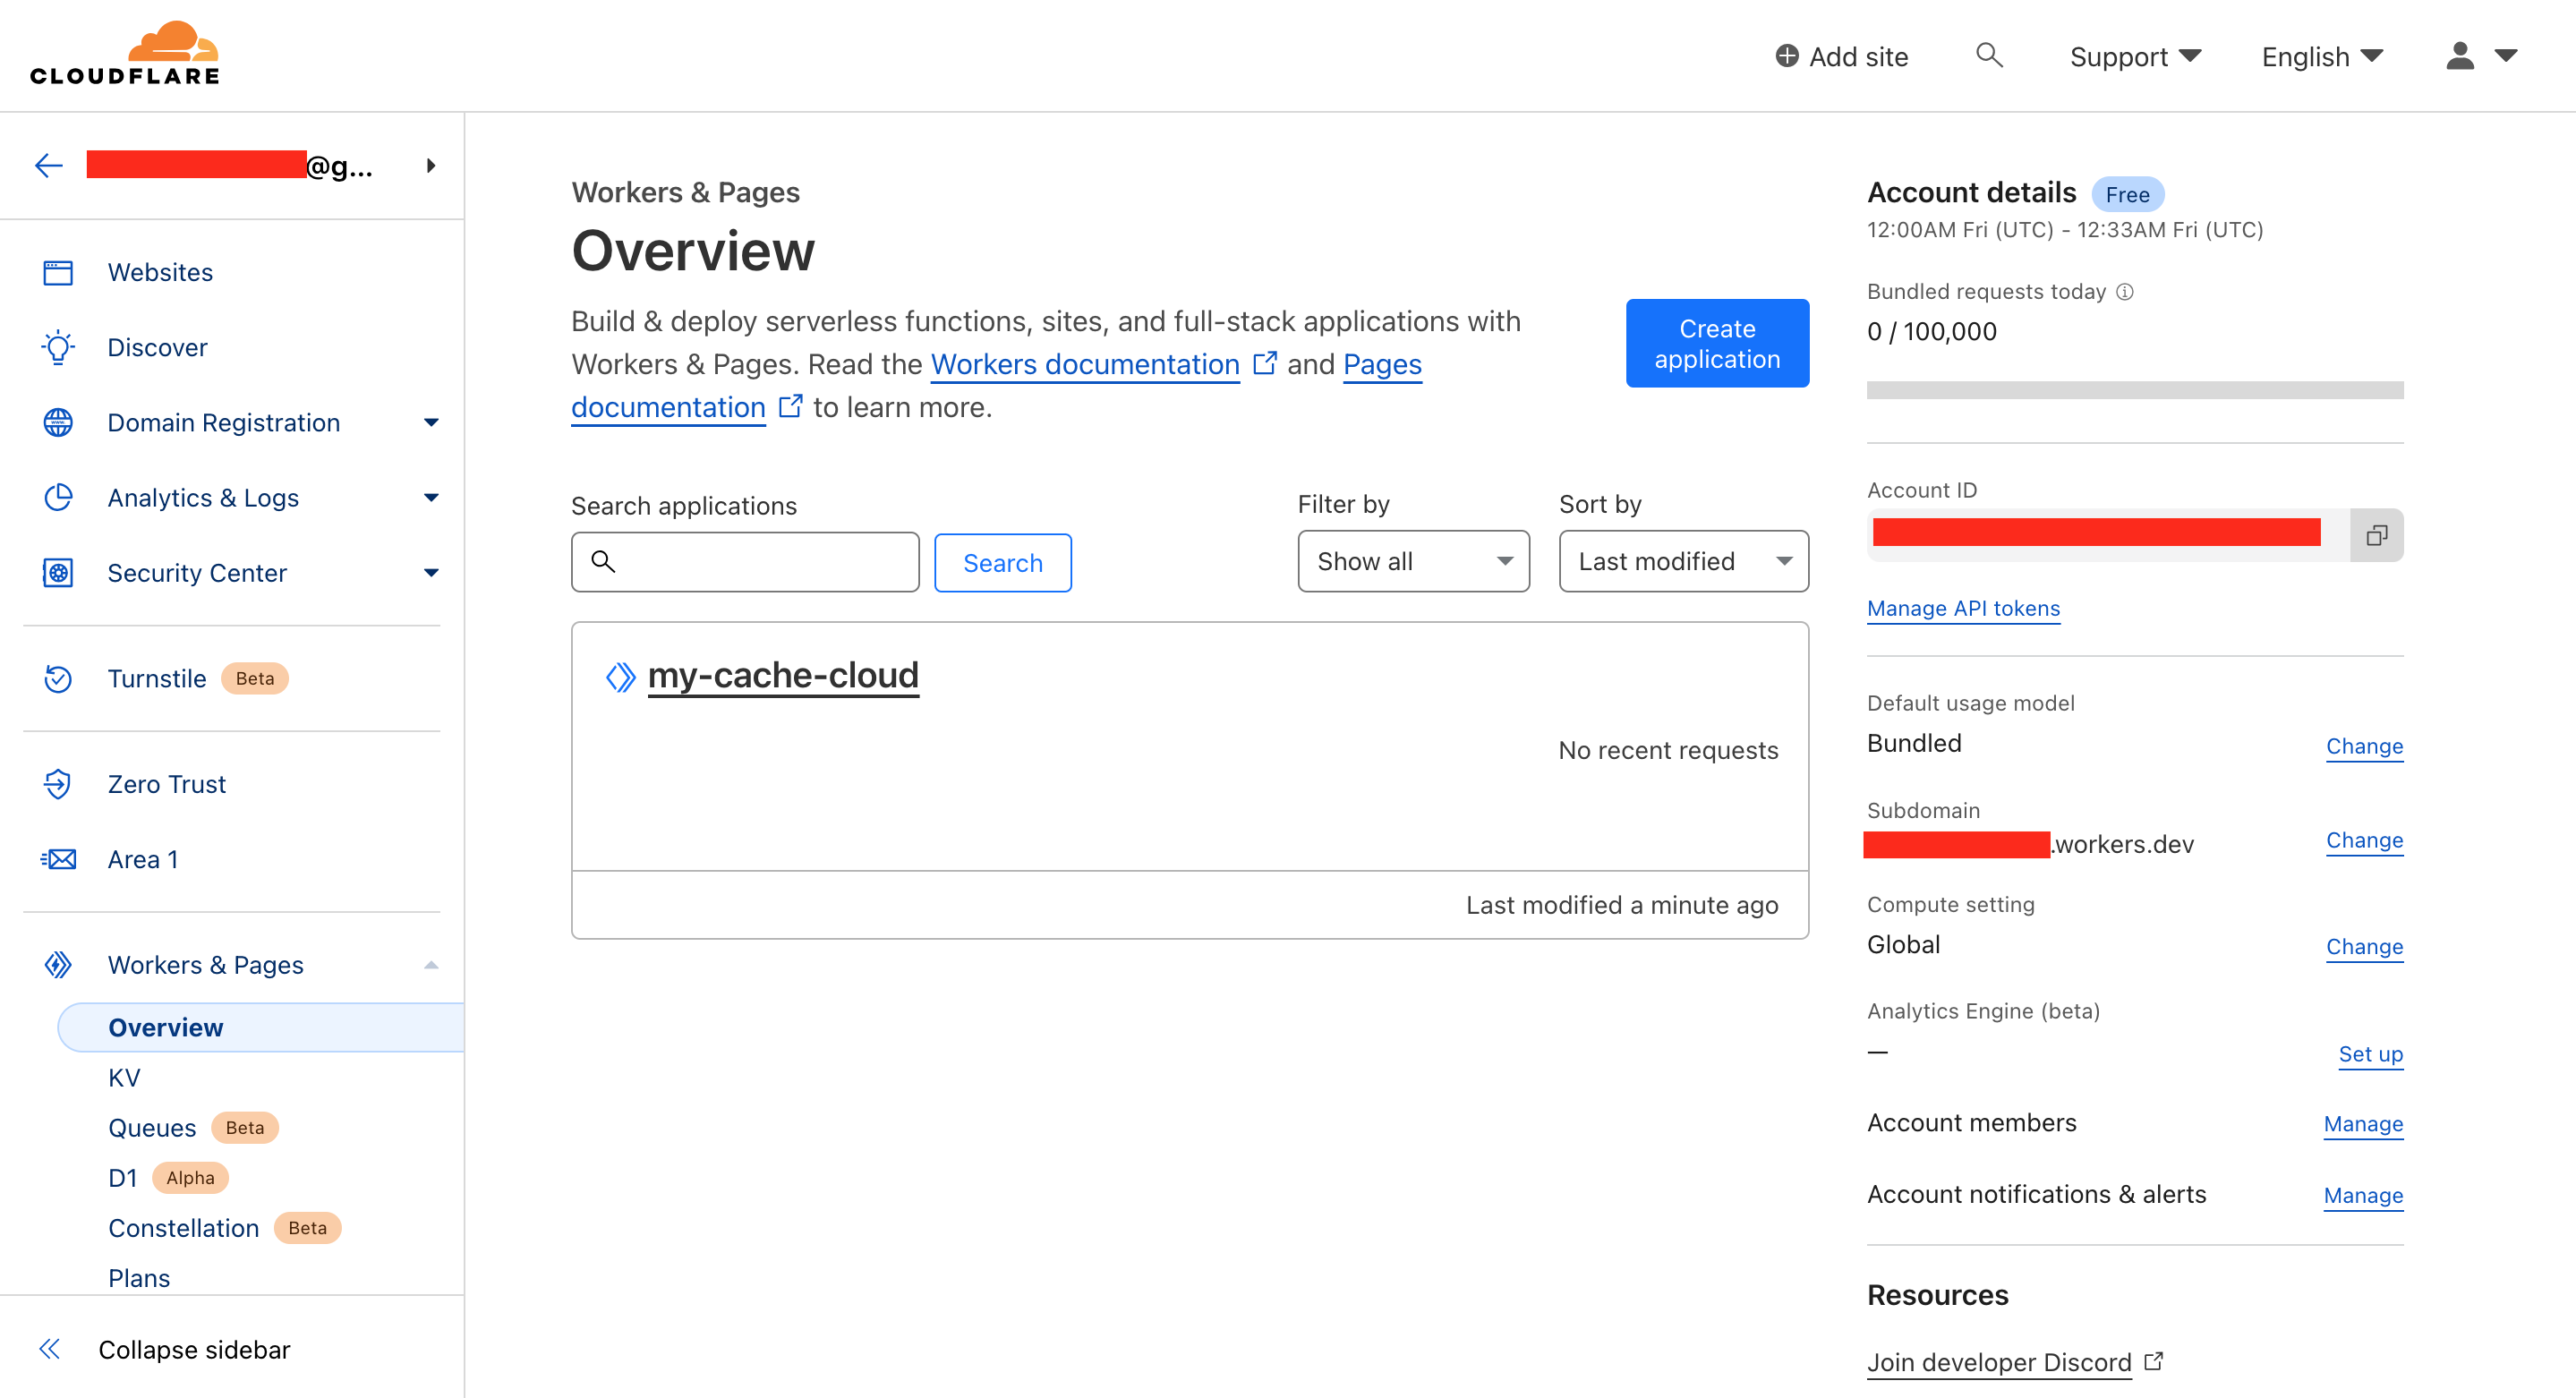 CLOUDFLARE
Add site
Support
English
@g...
Websites
Discover
Domain Registration
Analytics & Logs
Security Center
Turnstile Beta
Zero Trust
Area 1
Workers & Pages
Overview
KV
Queues Beta
D1 Alpha
Constellation Beta
Plans
Collapse sidebar
Workers & Pages
Overview
Build & deploy serverless functions, sites, and full-stack applications with
Workers & Pages. Read the Workers documentation and Pages
documentation to learn more.
Create
application
Search applications
Search
Filter by
Show all
Sort by
Last modified
my-cache-cloud
No recent requests
Last modified a minute ago
Account details Free
12:00AM Fri (UTC) - 12:33AM Fri (UTC)
Bundled requests today
0 / 100,000
Account ID
Manage API tokens
Default usage model
Bundled
Change
Subdomain
.workers.dev
Change
Compute setting
Global
Change
Analytics Engine (beta)
—
Set up
Account members
Manage
Account notifications & alerts
Manage
Resources
Join developer Discord